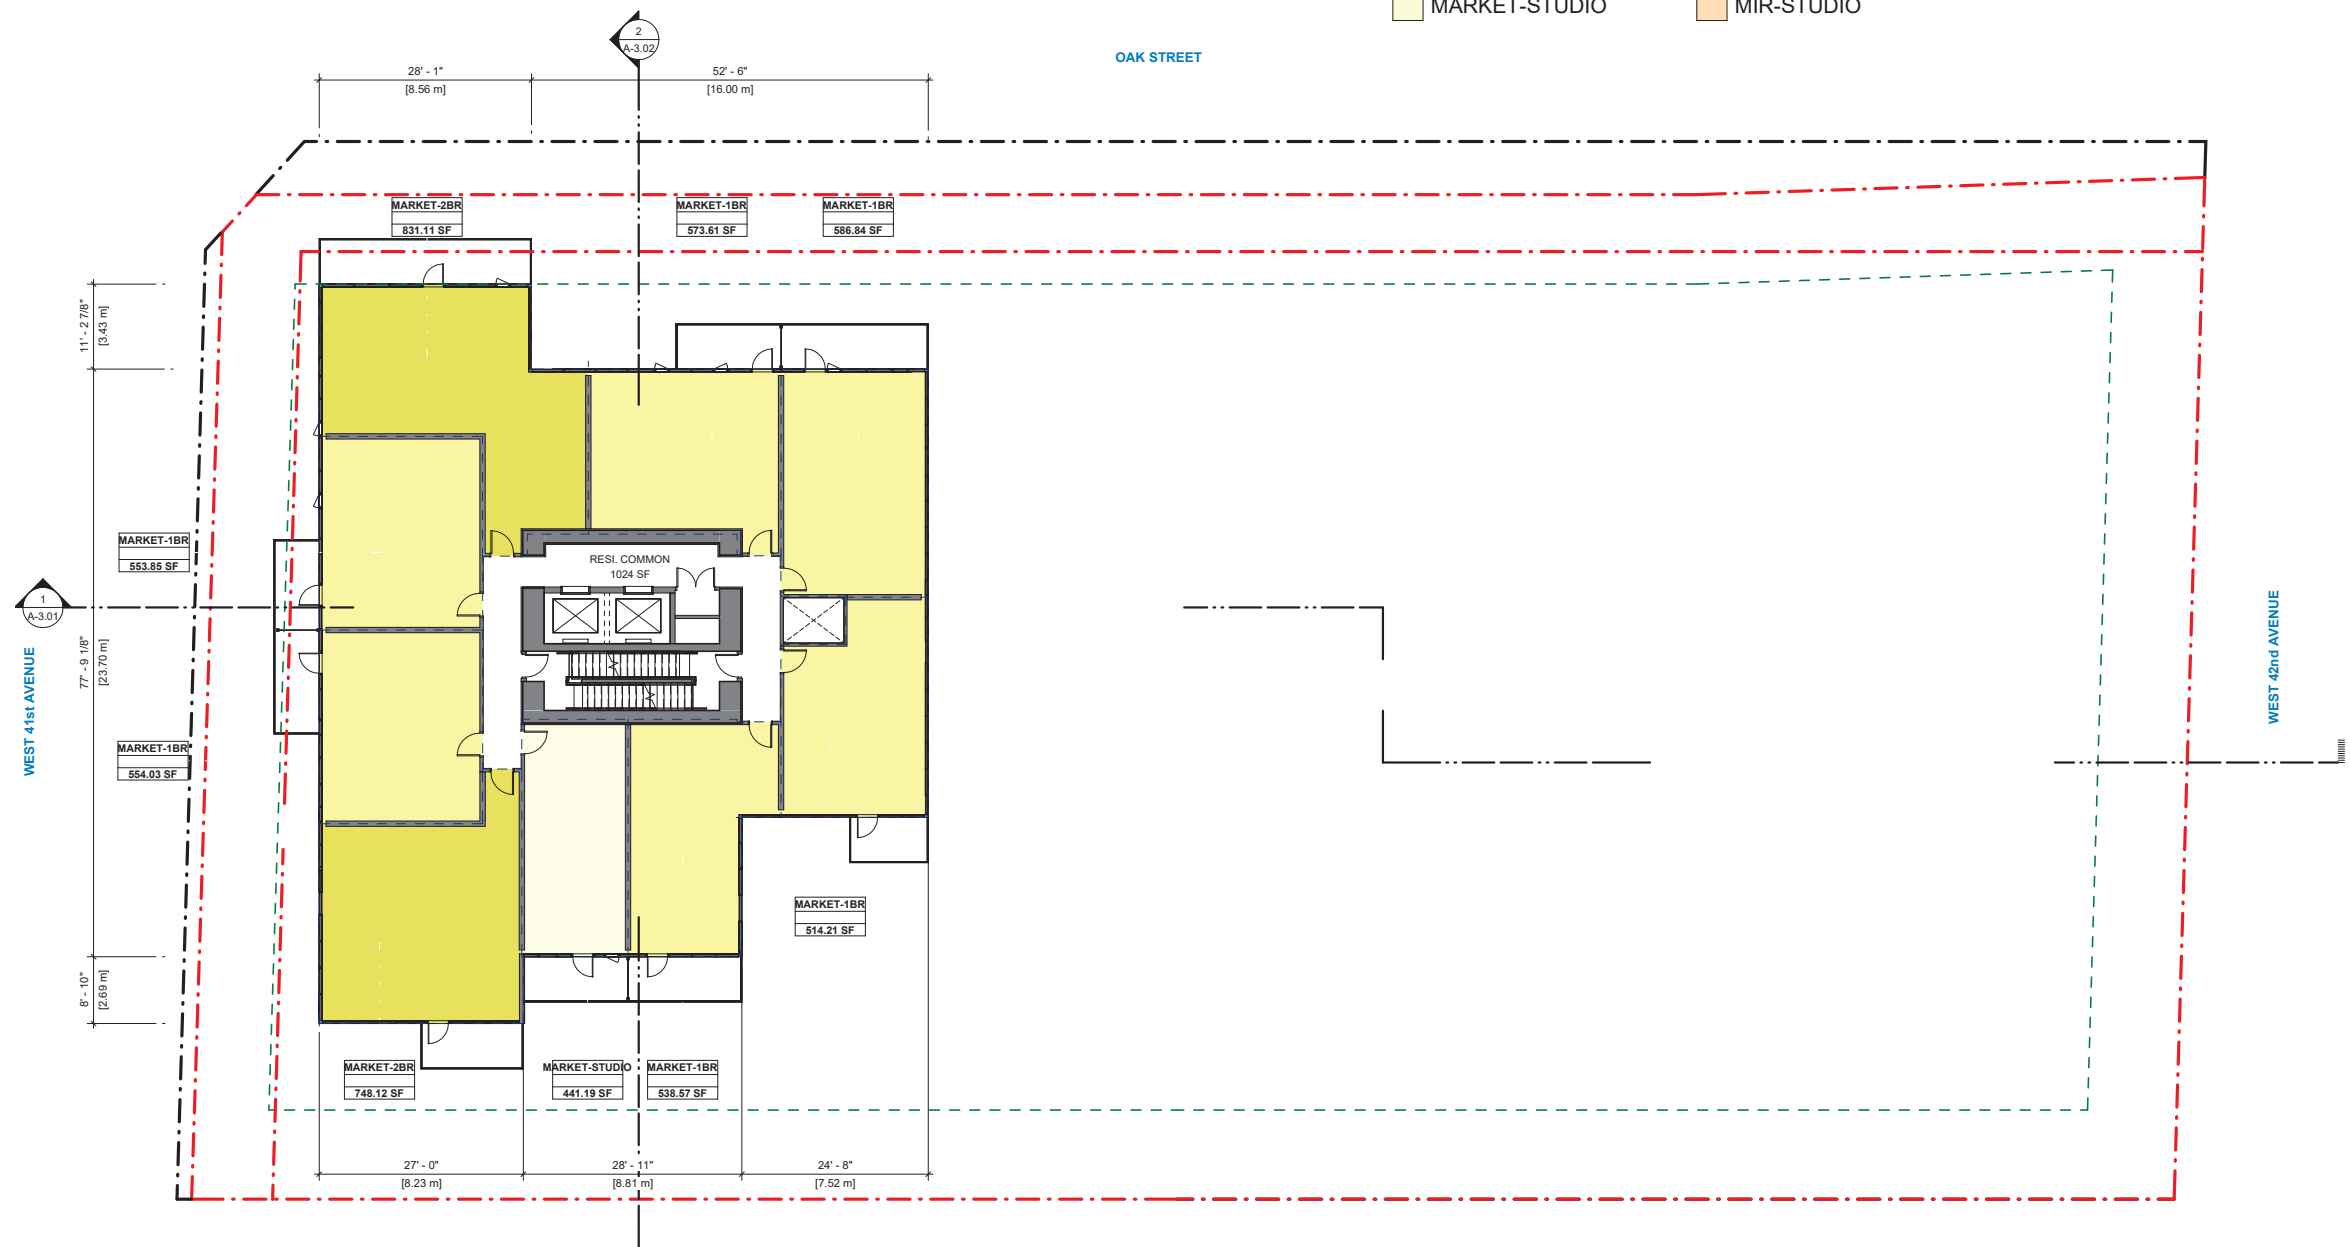 MARKET-STUDIO
MIR-STUDIO
2
A-3.02
OAK STREET
28' - 1"
[8.56 m]
52' - 6"
[16.00 m]
MARKET-2BR
831.11 SF
MARKET-1BR
573.61 SF
MARKET-1BR
586.84 SF
11' - 2 7/8"
[3.43 m]
MARKET-1BR
553.85 SF
RESI. COMMON
1024 SF
1
A-3.01
WEST 41st AVENUE
77' - 9 1/8"
[23.70 m]
WEST 42nd AVENUE
MARKET-1BR
554.03 SF
MARKET-1BR
514.21 SF
8' - 10"
[2.69 m]
MARKET-2BR
748.12 SF
MARKET-STUDIO
441.19 SF
MARKET-1BR
538.57 SF
27' - 0"
[8.23 m]
28' - 11"
[8.81 m]
24' - 8"
[7.52 m]